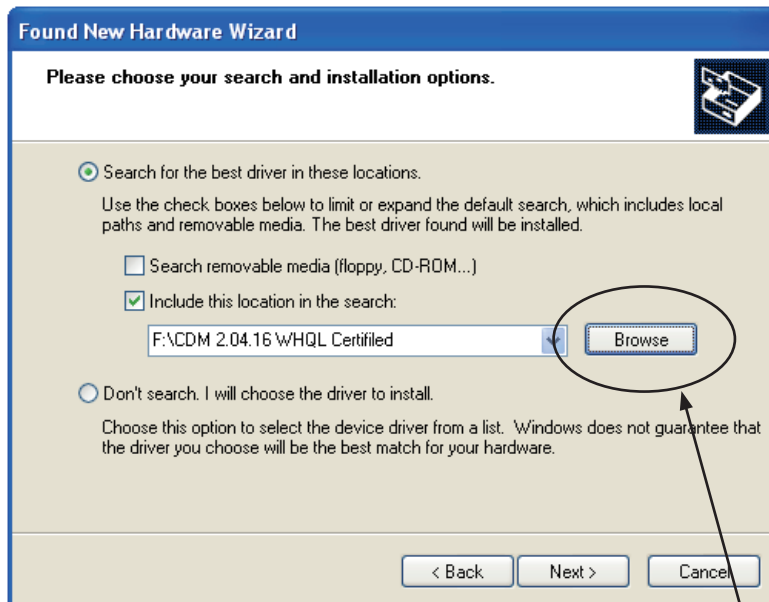 Found New Hardware Wizard
Please choose your search and installation options.
Search for the best driver in these locations.
Use the check boxes below to limit or expand the default search, which includes local
paths and removable media. The best driver found will be installed.
Search removable media (floppy, CD-ROM...)
Include this location in the search:
F:\CDM 2.04.16 WHQL Certifiled
Browse
Don't search. I will choose the driver to install.
Choose this option to select the device driver from a list. Windows does not guarantee that
the driver you choose will be the best match for your hardware.
< Back Next > Cancel